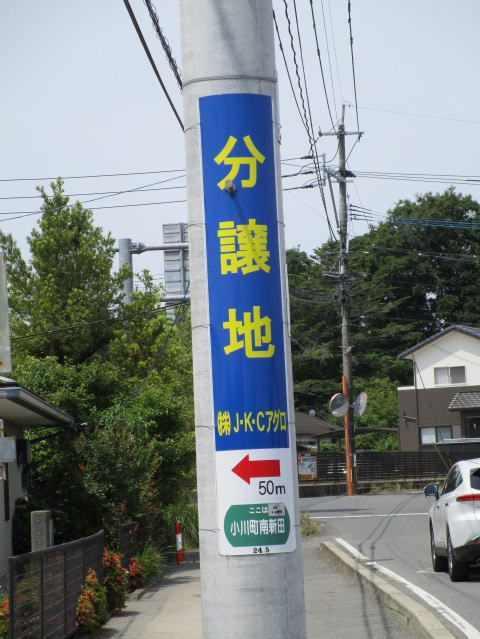 分譲地
㈱J・K・Cアグロ
50m
ここは
小川町南新田
24.5